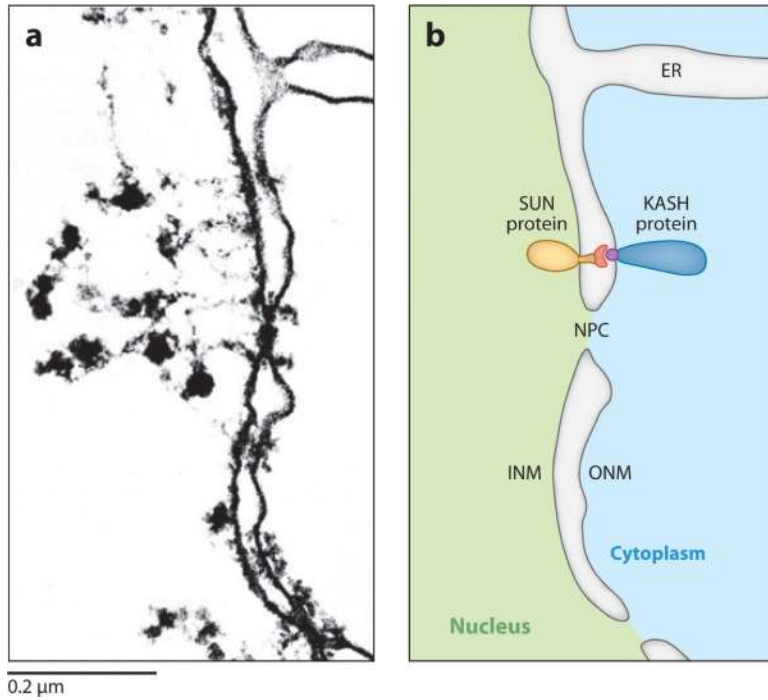 a
0.2 µm
b
ER
SUN
protein
KASH
protein
NPC
INM
ONM
Cytoplasm
Nucleus